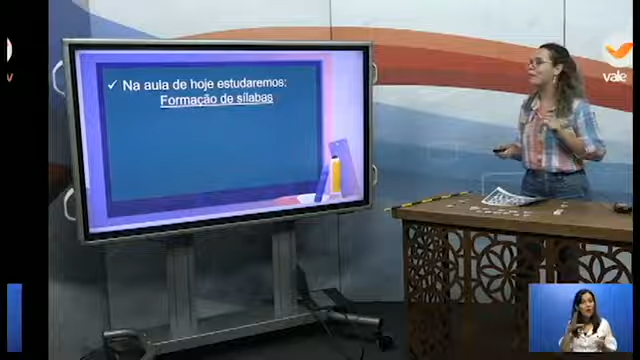 ✓ Na aula de hoje estudaremos:
Formação de sílabas
vale